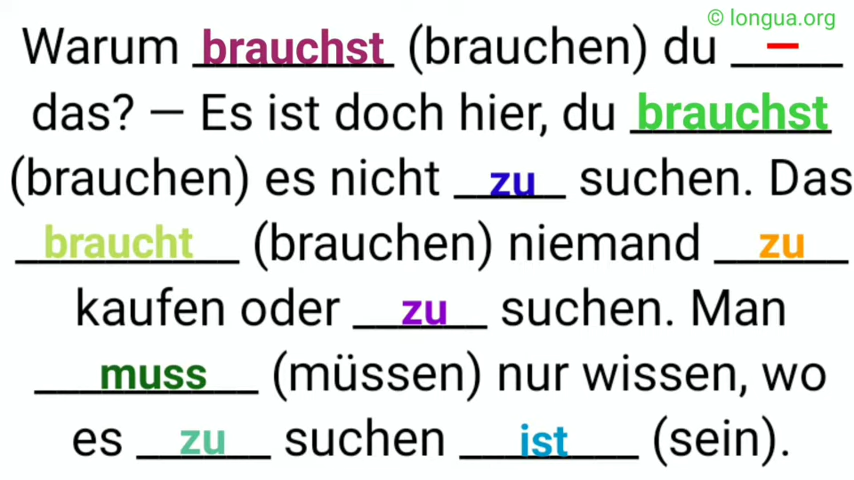 © longua.org
Warum brauchst (brauchen) du –
das? – Es ist doch hier, du brauchst
(brauchen) es nicht zu suchen. Das
braucht (brauchen) niemand zu
kaufen oder zu suchen. Man
muss (müssen) nur wissen, wo
es zu suchen ist (sein).